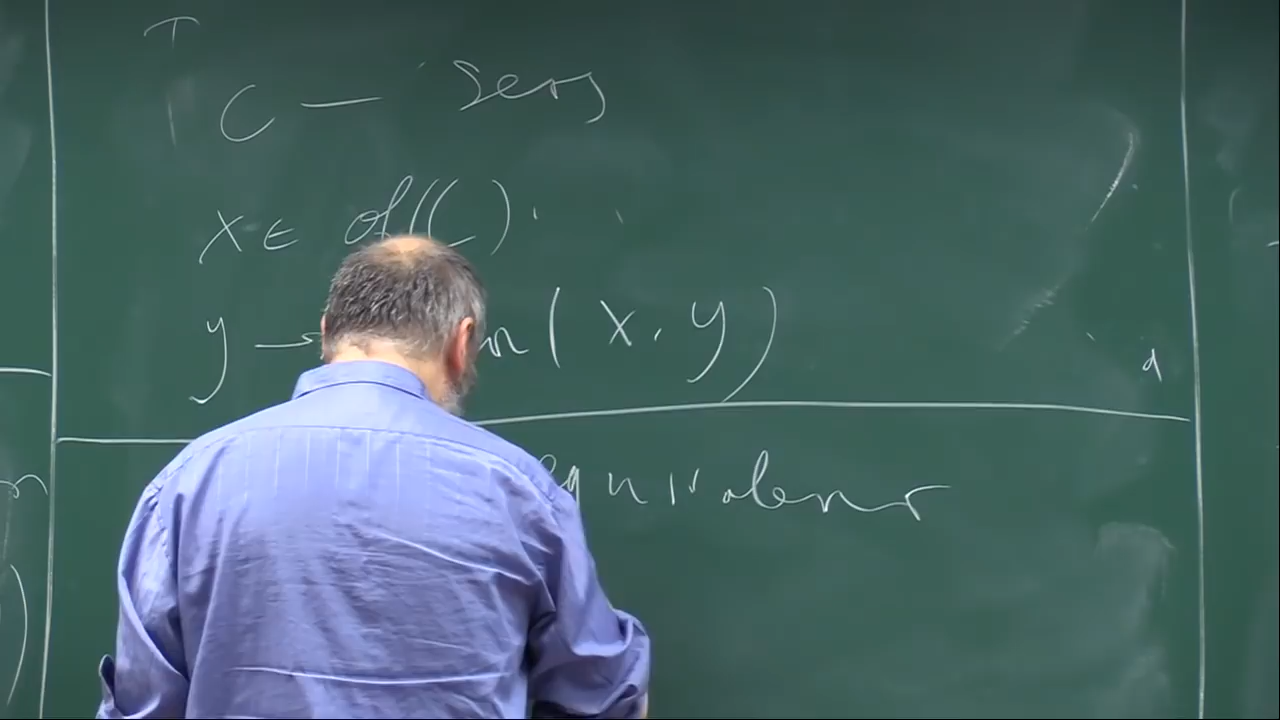 C — Sets
x ∈ ob(C)
y → (x, y)
equivalent